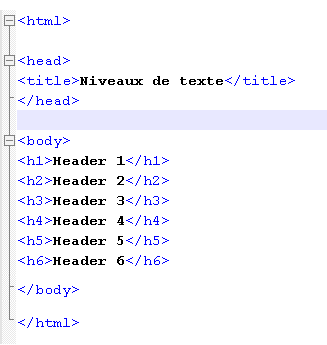 <html>
<head>
<title>Niveaux de texte</title>
</head>
<body>
<h1>Header 1</h1>
<h2>Header 2</h2>
<h3>Header 3</h3>
<h4>Header 4</h4>
<h5>Header 5</h5>
<h6>Header 6</h6>
</body>
</html>